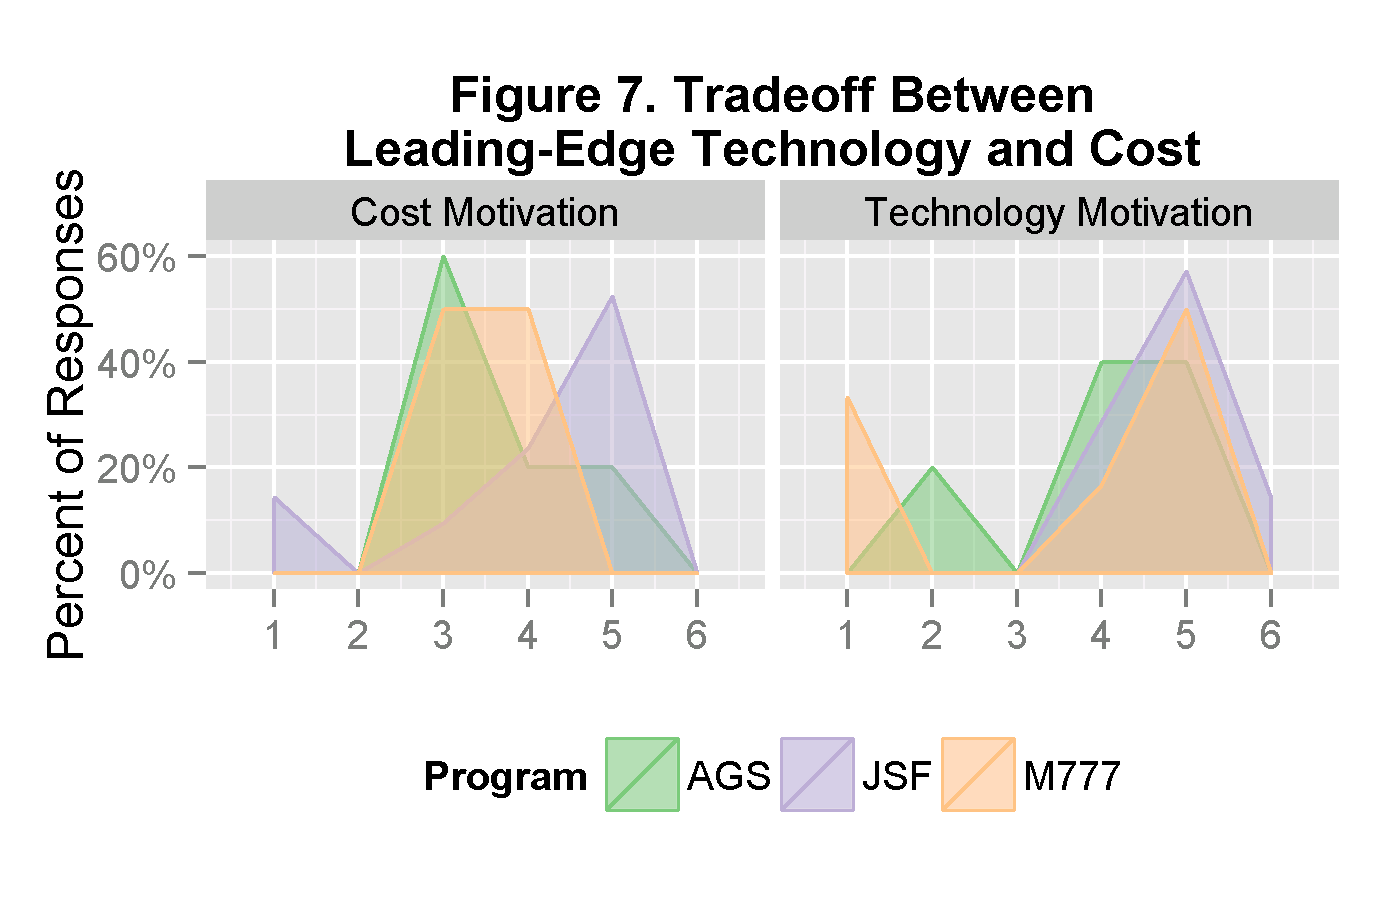 Figure 7. Tradeoff Between
Leading-Edge Technology and Cost
Cost Motivation
Technology Motivation
Percent of Responses
60%
40%
20%
0%
1 2 3 4 5 6
1 2 3 4 5 6
Program AGS JSF M777